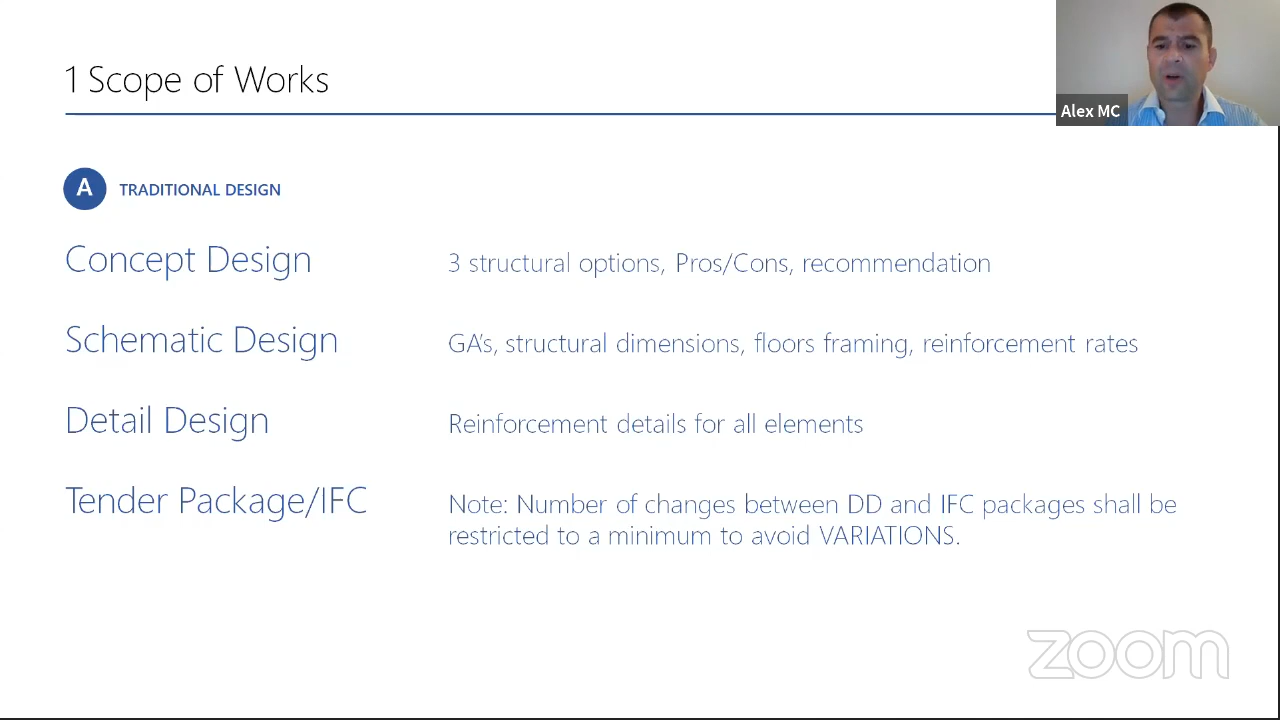 1 Scope of Works
Alex MC
A TRADITIONAL DESIGN
Concept Design
3 structural options, Pros/Cons, recommendation
Schematic Design
GA's, structural dimensions, floors framing, reinforcement rates
Detail Design
Reinforcement details for all elements
Tender Package/IFC
Note: Number of changes between DD and IFC packages shall be
restricted to a minimum to avoid VARIATIONS.
zoom